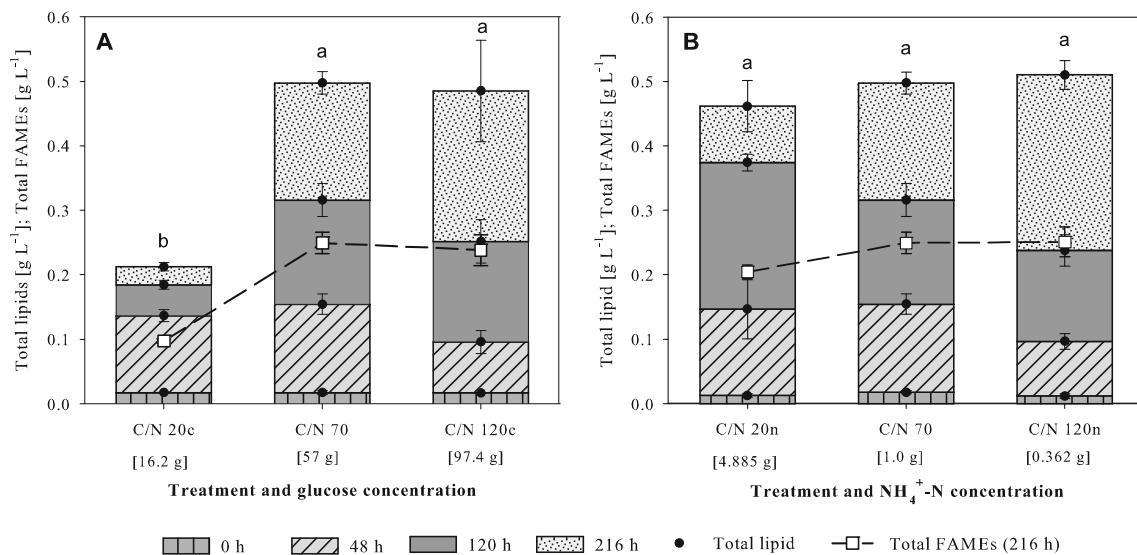 A
Total lipids [g L⁻¹]; Total FAMEs [g L⁻¹]
0.6
0.5
0.4
0.3
0.2
0.1
0.0
b
a
a
C/N 20c
C/N 70
C/N 120c
[16.2 g]
[57 g]
[97.4 g]
Treatment and glucose concentration
B
Total lipid [g L⁻¹]; Total FAMEs [g L⁻¹]
0.6
0.5
0.4
0.3
0.2
0.1
0.0
a
a
a
C/N 20n
C/N 70
C/N 120n
[4.885 g]
[1.0 g]
[0.362 g]
Treatment and NH₄⁺-N concentration
0 h
48 h
120 h
216 h
Total lipid
Total FAMEs (216 h)